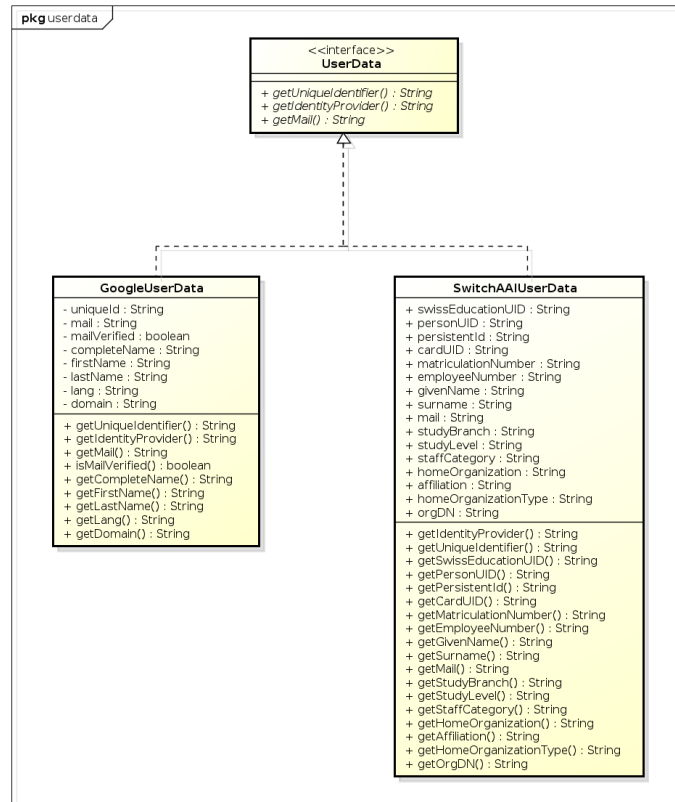 pkg userdata
<<interface>>
UserData
+ getUniqueIdentifier() : String
+ getIdentityProvider() : String
+ getMail() : String
GoogleUserData
- uniqueId : String
- mail : String
- mailVerified : boolean
- completeName : String
- firstName : String
- lastName : String
- lang : String
- domain : String
+ getUniqueIdentifier() : String
+ getIdentityProvider() : String
+ getMail() : String
+ isMailVerified() : boolean
+ getCompleteName() : String
+ getFirstName() : String
+ getLastName() : String
+ getLang() : String
+ getDomain() : String
SwitchAAIUserData
+ swissEducationUID : String
+ personUID : String
+ persistentId : String
+ cardUID : String
+ matriculationNumber : String
+ employeeNumber : String
+ givenName : String
+ surname : String
+ mail : String
+ studyBranch : String
+ studyLevel : String
+ staffCategory : String
+ homeOrganization : String
+ affiliation : String
+ homeOrganizationType : String
+ orgDN : String
+ getIdentityProvider() : String
+ getUniqueIdentifier() : String
+ getSwissEducationUID() : String
+ getPersonUID() : String
+ getPersistentId() : String
+ getCardUID() : String
+ getMatriculationNumber() : String
+ getEmployeeNumber() : String
+ getGivenName() : String
+ getSurname() : String
+ getMail() : String
+ getStudyBranch() : String
+ getStudyLevel() : String
+ getStaffCategory() : String
+ getHomeOrganization() : String
+ getAffiliation() : String
+ getHomeOrganizationType() : String
+ getOrgDN() : String